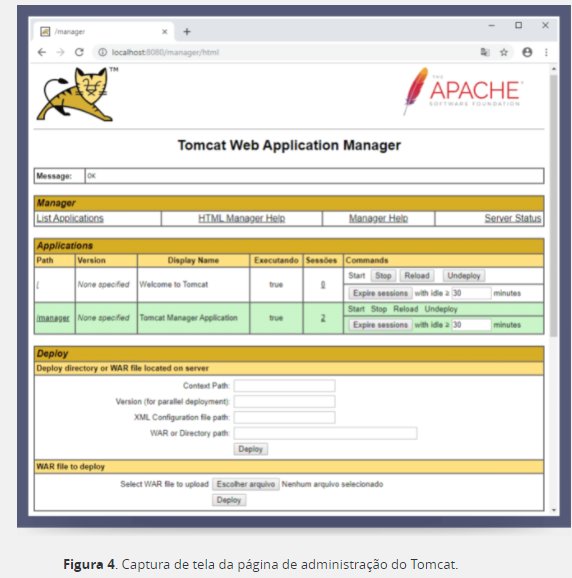 /manager
localhost:8080/manager/html
TM
THE
APACHE
SOFTWARE FOUNDATION
Tomcat Web Application Manager
Message: OK
Manager
List Applications HTML Manager Help Manager Help Server Status
Applications
Path Version Display Name Executando Sessões Commands
/ None specified Welcome to Tomcat true 0 Start Stop Reload Undeploy
Expire sessions with idle ≥ 30 minutes
/manager None specified Tomcat Manager Application true 2 Start Stop Reload Undeploy
Expire sessions with idle ≥ 30 minutes
Deploy
Deploy directory or WAR file located on server
Context Path:
Version (for parallel deployment):
XML Configuration file path:
WAR or Directory path:
Deploy
WAR file to deploy
Select WAR file to upload Escolher arquivo Nenhum arquivo selecionado
Deploy
Figura 4. Captura de tela da página de administração do Tomcat.